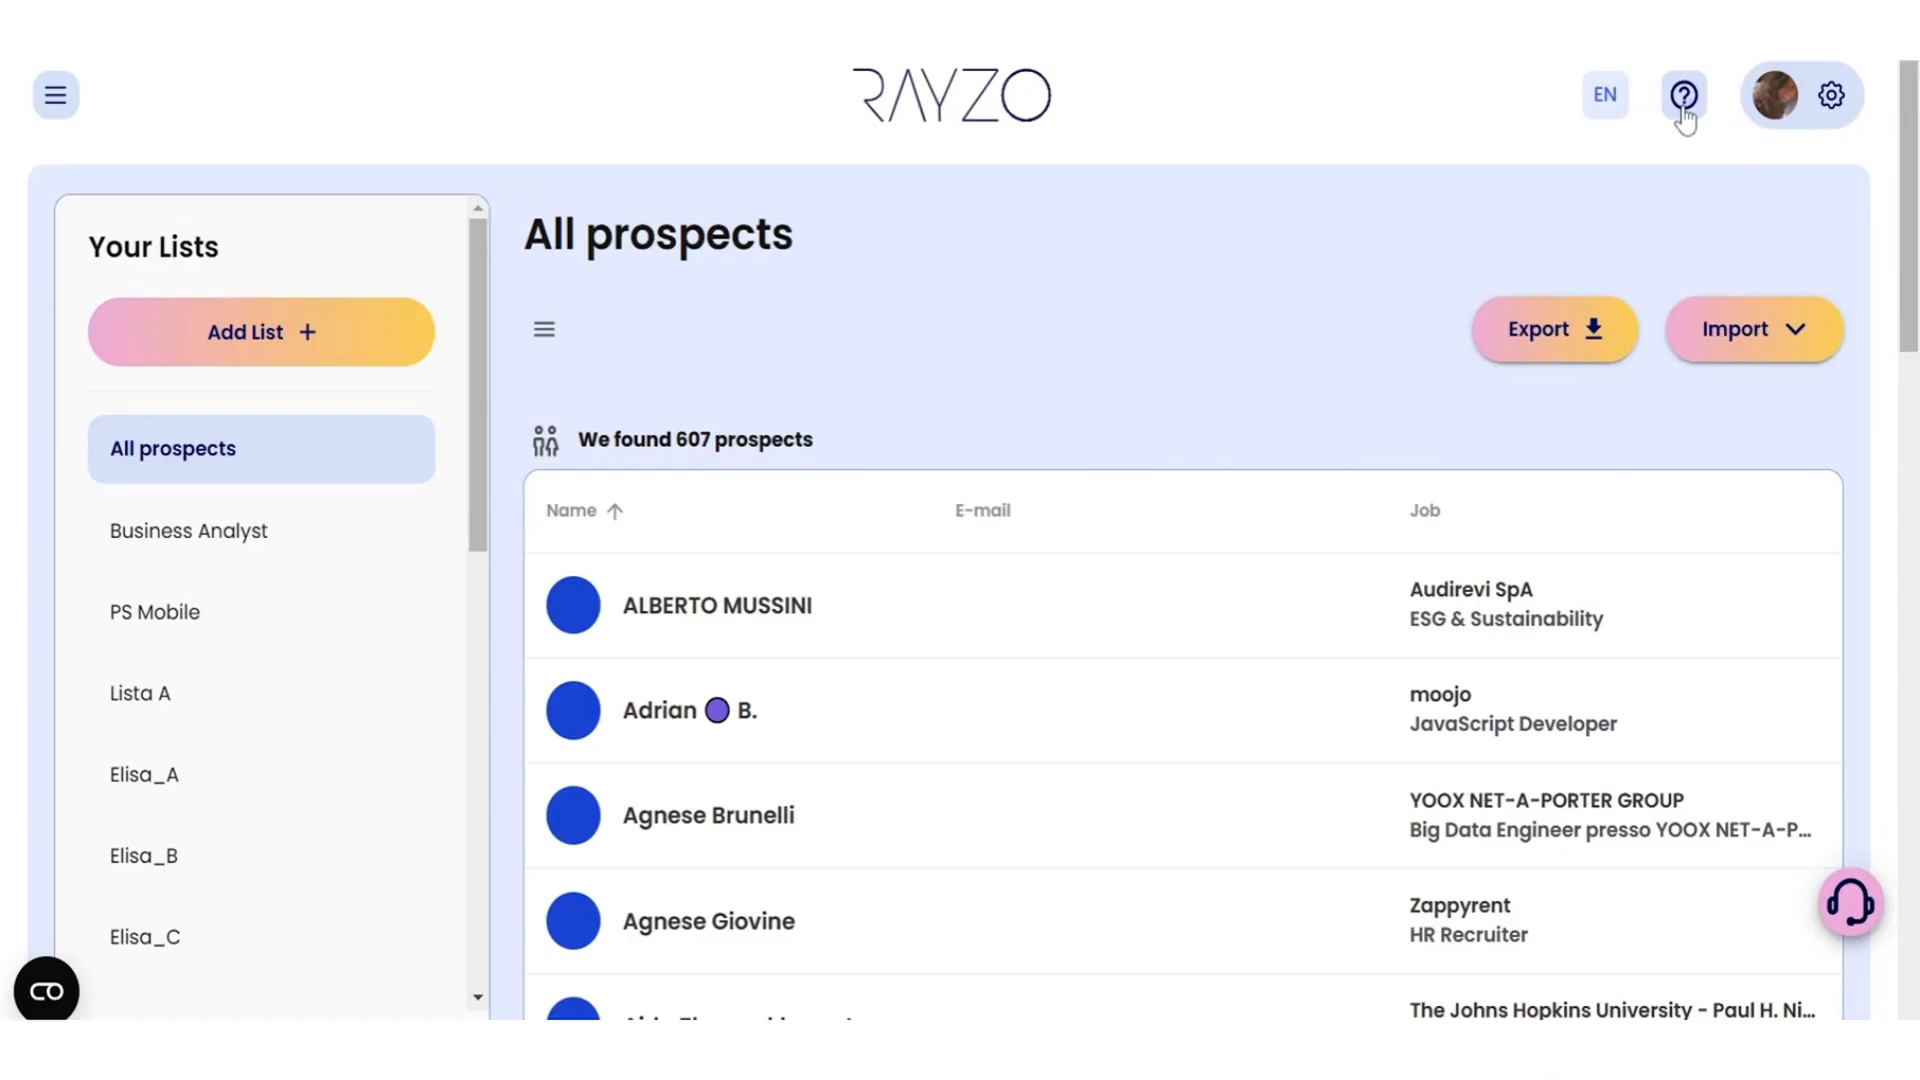 RAYZO
EN
Your Lists
Add List +
All prospects
Business Analyst
PS Mobile
Lista A
Elisa_A
Elisa_B
Elisa_C
All prospects
Export
Import
We found 607 prospects
Name E-mail Job
ALBERTO MUSSINI
Audirevi SpA
ESG & Sustainability
Adrian B.
moojo
JavaScript Developer
Agnese Brunelli
YOOX NET-A-PORTER GROUP
Big Data Engineer presso YOOX NET-A-P...
Agnese Giovine
Zappyrent
HR Recruiter
The Johns Hopkins University - Paul H. Ni...